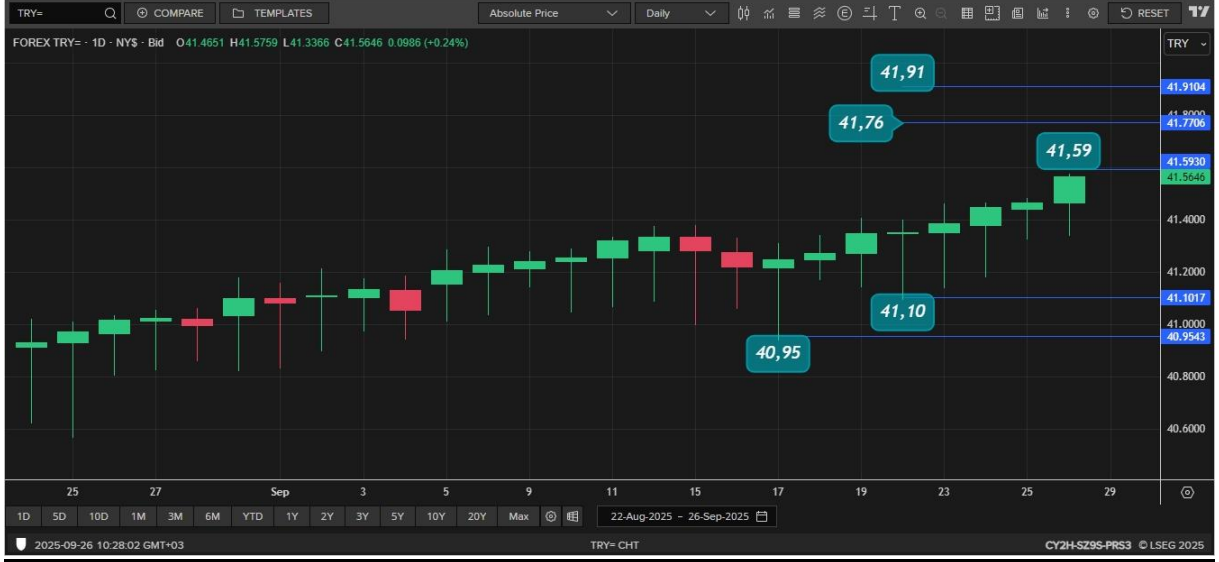 TRY= COMPARE TEMPLATES Absolute Price Daily E T RESET
FOREX TRY= · 1D · NY$ · Bid O41.4651 H41.5759 L41.3366 C41.5646 0.0986 (+0.24%)
TRY
41,91
41.9104
41.8000
41,76
41.7706
41,59
41.5930
41.5646
41.4000
41.2000
41,10
41.1017
41.0000
40,95
40.9543
40.8000
40.6000
25 27 Sep 3 5 9 11 15 17 19 23 25 29
1D 5D 10D 1M 3M 6M YTD 1Y 2Y 3Y 5Y 10Y 20Y Max 22-Aug-2025 - 26-Sep-2025
2025-09-26 10:28:02 GMT+03 TRY= CHT CY2H-SZ9S-PRS3 © LSEG 2025